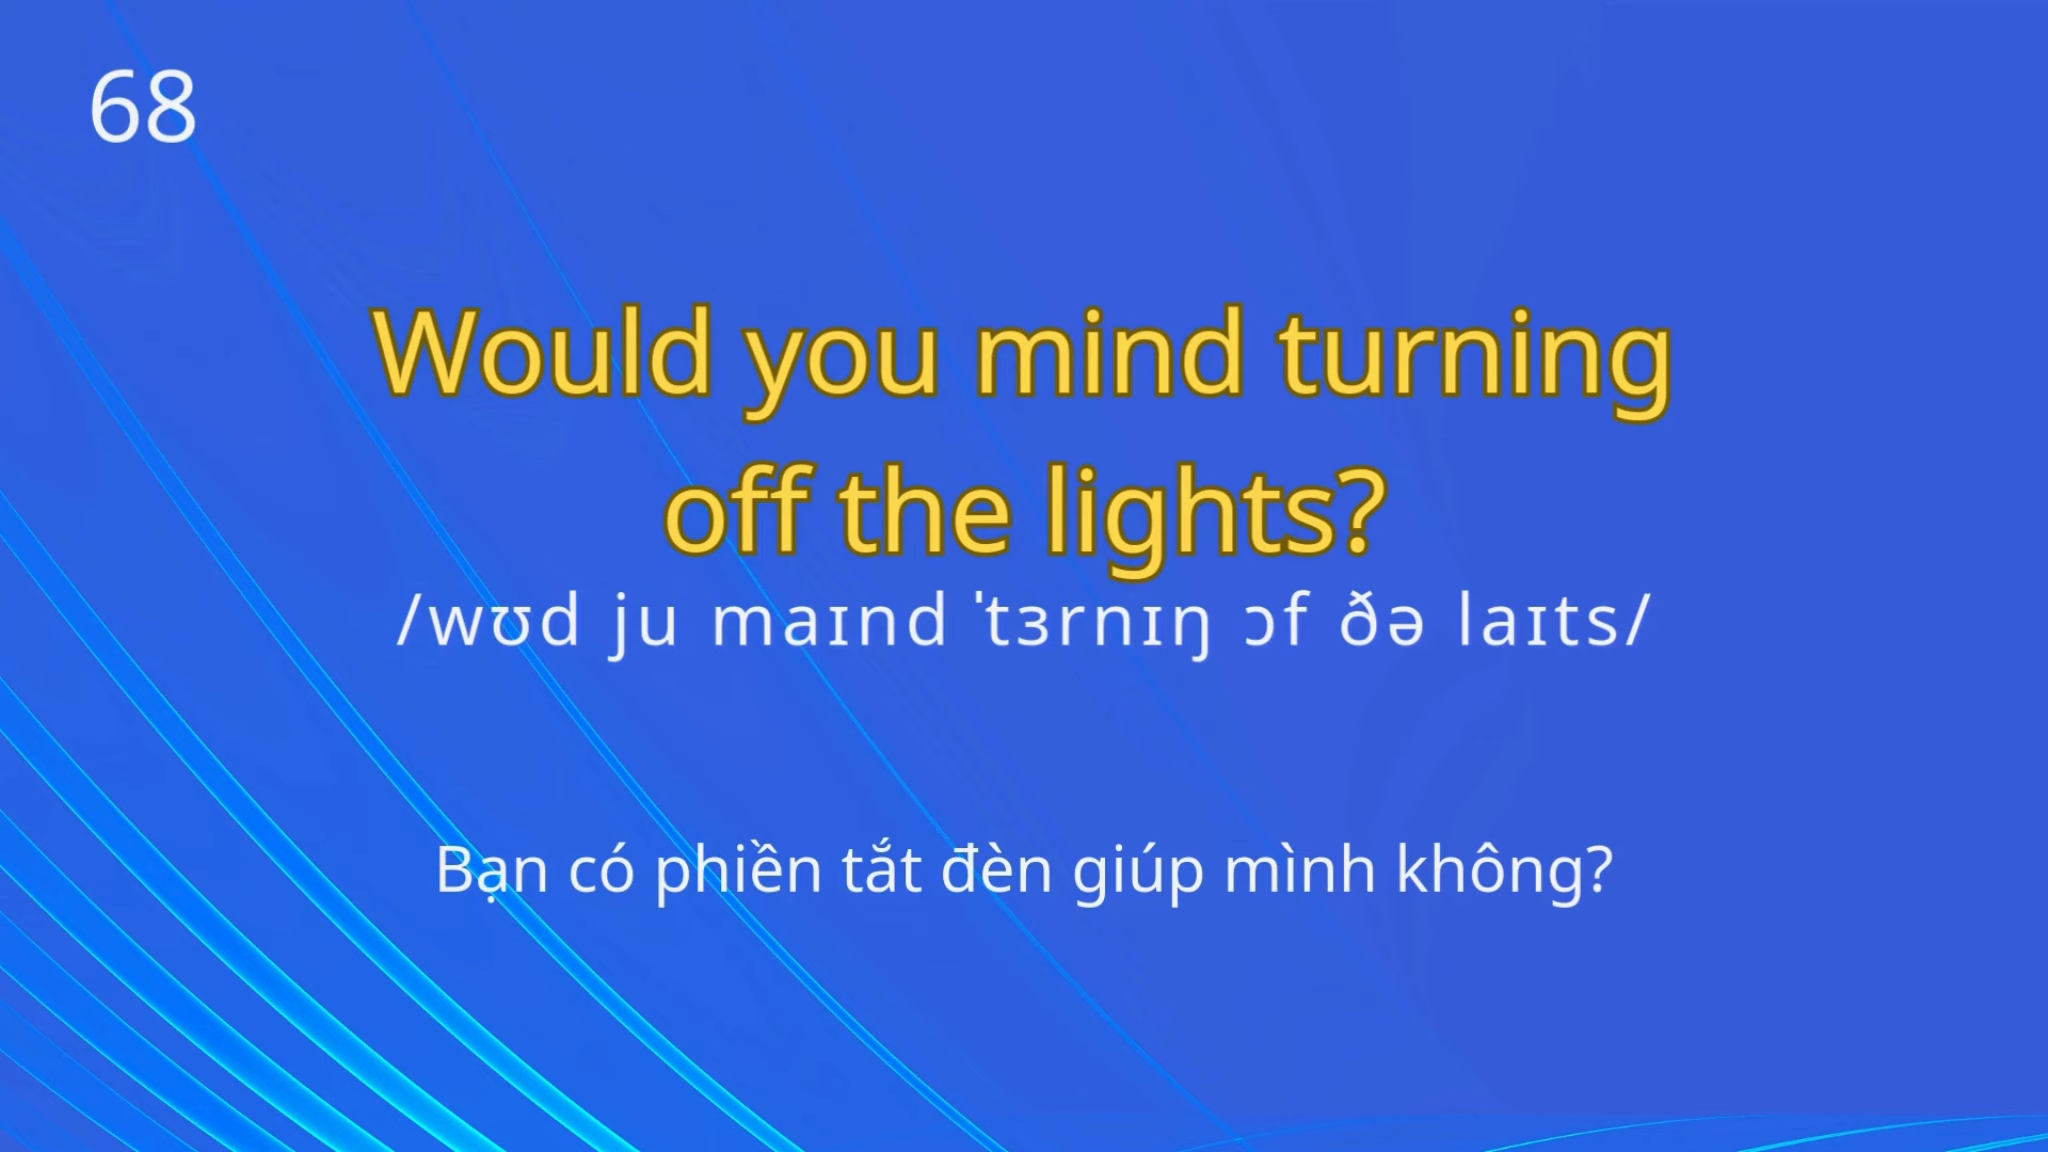 68
Would you mind turning
off the lights?
/wʊd ju maɪnd ˈtɜrnɪŋ ɔf ðə laɪts/
Bạn có phiền tắt đèn giúp mình không?